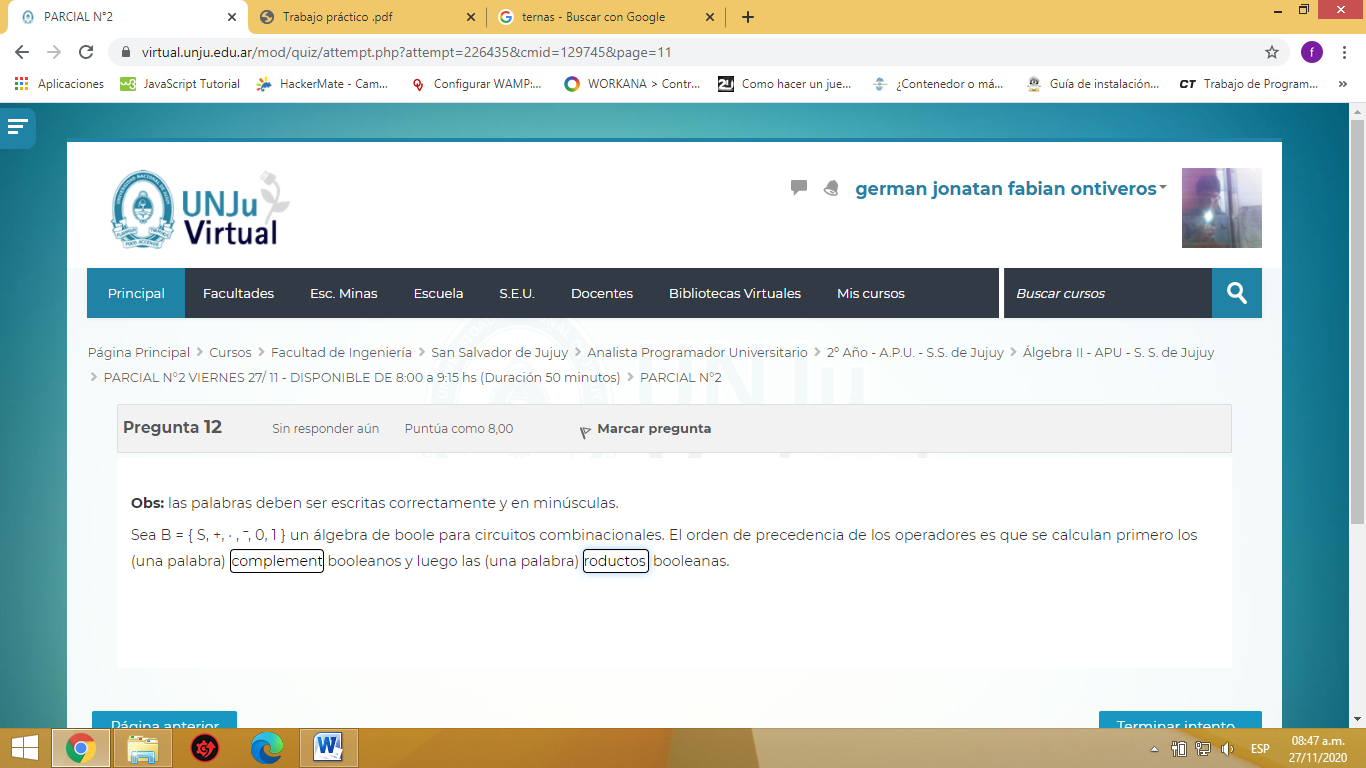 PARCIAL N°2
Trabajo práctico .pdf
ternas - Buscar con Google
virtual.unju.edu.ar/mod/quiz/attempt.php?attempt=226435&cmid=129745&page=11
f
Aplicaciones
JavaScript Tutorial
HackerMate - Cam...
Configurar WAMP:...
WORKANA > Contr...
Como hacer un jue...
¿Contenedor o má...
Guía de instalación...
CT Trabajo de Program...
UNJu
Virtual
german jonatan fabian ontiveros
Principal Facultades Esc. Minas Escuela S.E.U. Docentes Bibliotecas Virtuales Mis cursos Buscar cursos
Página Principal > Cursos > Facultad de Ingeniería > San Salvador de Jujuy > Analista Programador Universitario > 2º Año - A.P.U. - S.S. de Jujuy > Álgebra II - APU - S. S. de Jujuy
> PARCIAL N°2 VIERNES 27/ 11 - DISPONIBLE DE 8:00 a 9:15 hs (Duración 50 minutos) > PARCIAL N°2
Pregunta 12 Sin responder aún Puntúa como 8,00 Marcar pregunta
Obs: las palabras deben ser escritas correctamente y en minúsculas.
Sea B = { S, +, · , ‾, 0, 1 } un álgebra de boole para circuitos combinacionales. El orden de precedencia de los operadores es que se calculan primero los
(una palabra) complement booleanos y luego las (una palabra) roductos booleanas.
Página anterior
Terminar intento...
ESP
08:47 a.m.
27/11/2020